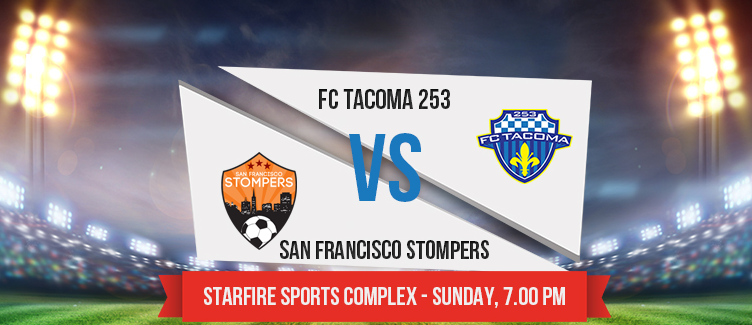 FC TACOMA 253
VS
253
FC TACOMA
SAN FRANCISCO
STOMPERS
SAN FRANCISCO STOMPERS
STARFIRE SPORTS COMPLEX - SUNDAY, 7.00 PM